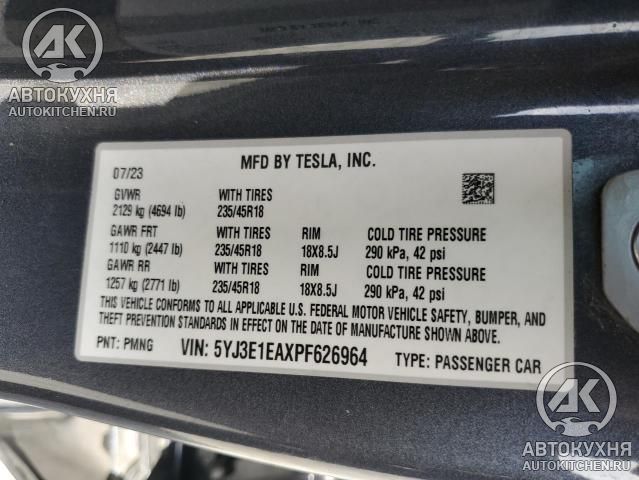 AK
АВТОКУХНЯ
AUTOKITCHEN.RU
MFD BY TESLA, INC.
07/23
GVWR WITH TIRES
2129 kg (4694 lb) 235/45R18
GAWR FRT WITH TIRES RIM COLD TIRE PRESSURE
1110 kg (2447 lb) 235/45R18 18X8.5J 290 kPa, 42 psi
GAWR RR WITH TIRES RIM COLD TIRE PRESSURE
1257 kg (2771 lb) 235/45R18 18X8.5J 290 kPa, 42 psi
THIS VEHICLE CONFORMS TO ALL APPLICABLE U.S. FEDERAL MOTOR VEHICLE SAFETY, BUMPER, AND
THEFT PREVENTION STANDARDS IN EFFECT ON THE DATE OF MANUFACTURE SHOWN ABOVE.
PNT: PMNG VIN: 5YJ3E1EAXPF626964 TYPE: PASSENGER CAR
AK
АВТОКУХНЯ
AUTOKITCHEN.RU